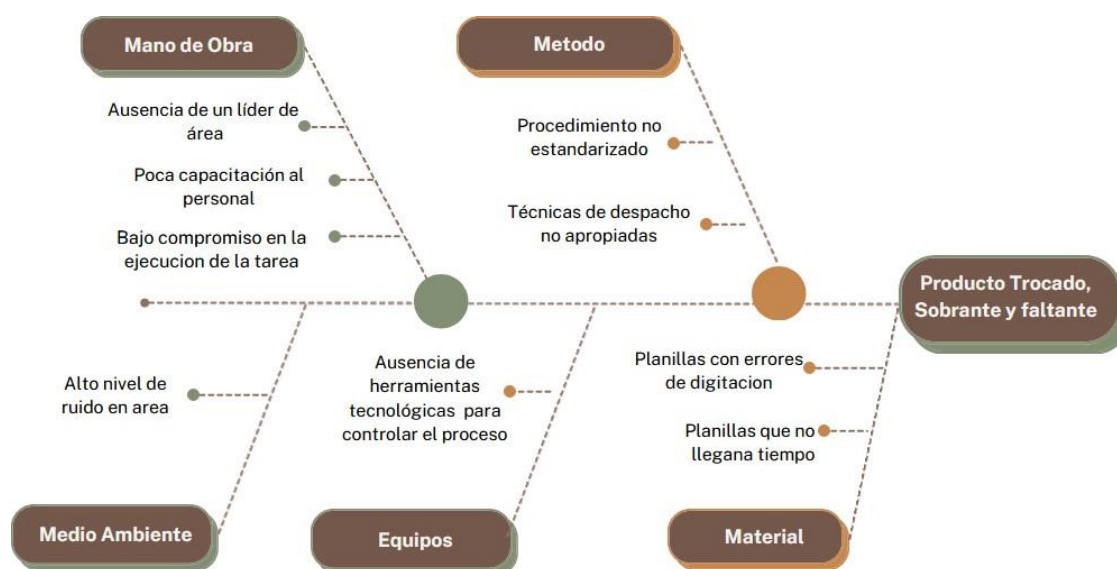 Mano de Obra
Metodo
Ausencia de un líder de
área
Poca capacitación al
personal
Bajo compromiso en la
ejecucion de la tarea
Procedimiento no
estandarizado
Técnicas de despacho
no apropiadas
Producto Trocado,
Sobrante y faltante
Alto nivel de
ruido en area
Ausencia de
herramientas
tecnológicas para
controlar el proceso
Planillas con errores
de digitacion
Planillas que no
llegana tiempo
Medio Ambiente
Equipos
Material